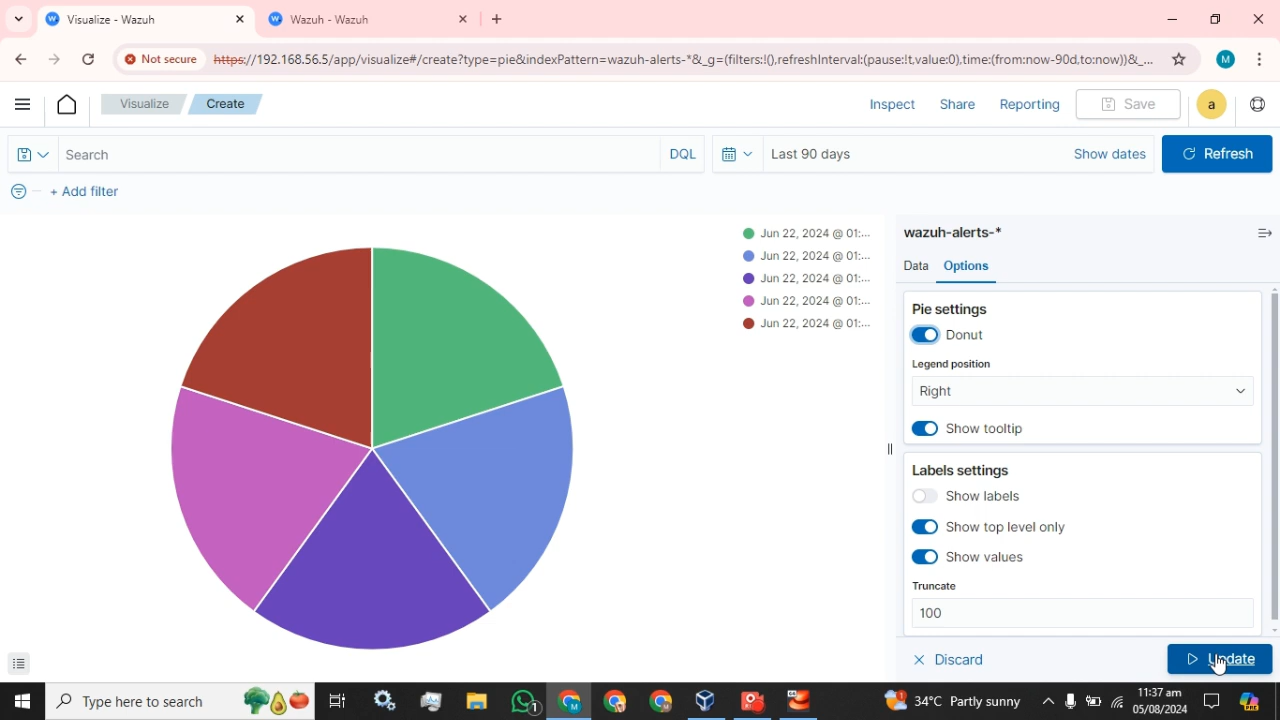 Visualize - Wazuh
Wazuh - Wazuh
Not secure
https://192.168.56.5/app/visualize#/create?type=pie&indexPattern=wazuh-alerts-*&_g=(filters:!(),refreshInterval:(pause:!t,value:0),time:(from:now-90d,to:now))&_...
M
Visualize
Create
Inspect
Share
Reporting
Save
a
Search
DQL
Last 90 days
Show dates
Refresh
+ Add filter
Jun 22, 2024 @ 01:...
Jun 22, 2024 @ 01:...
Jun 22, 2024 @ 01:...
Jun 22, 2024 @ 01:...
Jun 22, 2024 @ 01:...
wazuh-alerts-*
Data
Options
Pie settings
Donut
Legend position
Right
Show tooltip
Labels settings
Show labels
Show top level only
Show values
Truncate
100
Discard
Update
Type here to search
1
1
34°C Partly sunny
11:37 am
05/08/2024